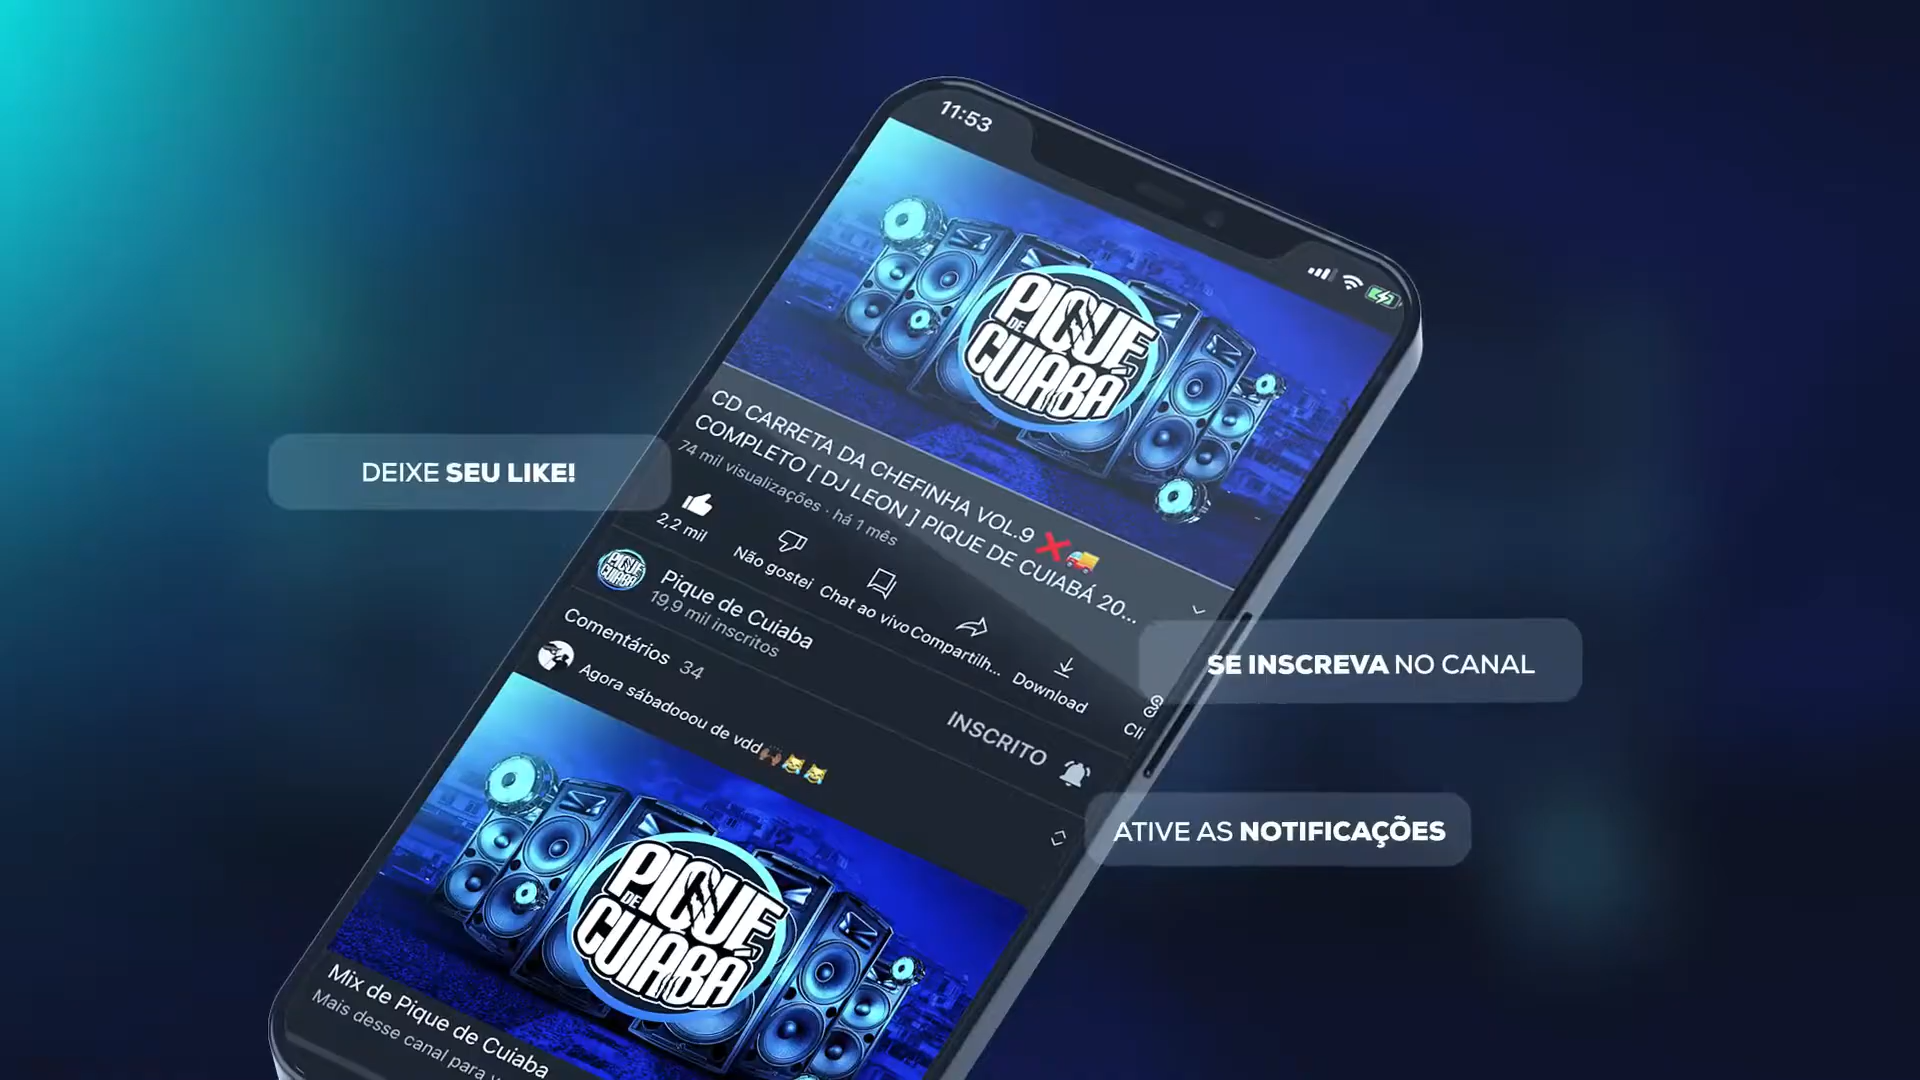 11:53
PIQUE
DE
CUIABÁ
CD CARRETA DA CHEFINHA VOL.9 ❌🚚
COMPLETO [ DJ LEON ] PIQUE DE CUIABÁ 20...
74 mil visualizações · há 1 mês
2,2 mil
Não gostei
Chat ao vivo
Compartilh...
Download
Cli
DEIXE SEU LIKE!
PIQUE
CUIABÁ
Pique de Cuiaba
19,9 mil inscritos
INSCRITO
SE INSCREVA NO CANAL
Comentários 34
Agora sábadooou de vdd🙌🏾😹😹
ATIVE AS NOTIFICAÇÕES
PIQUE
DE
CUIABÁ
Mix de Pique de Cuiaba
Mais desse canal para